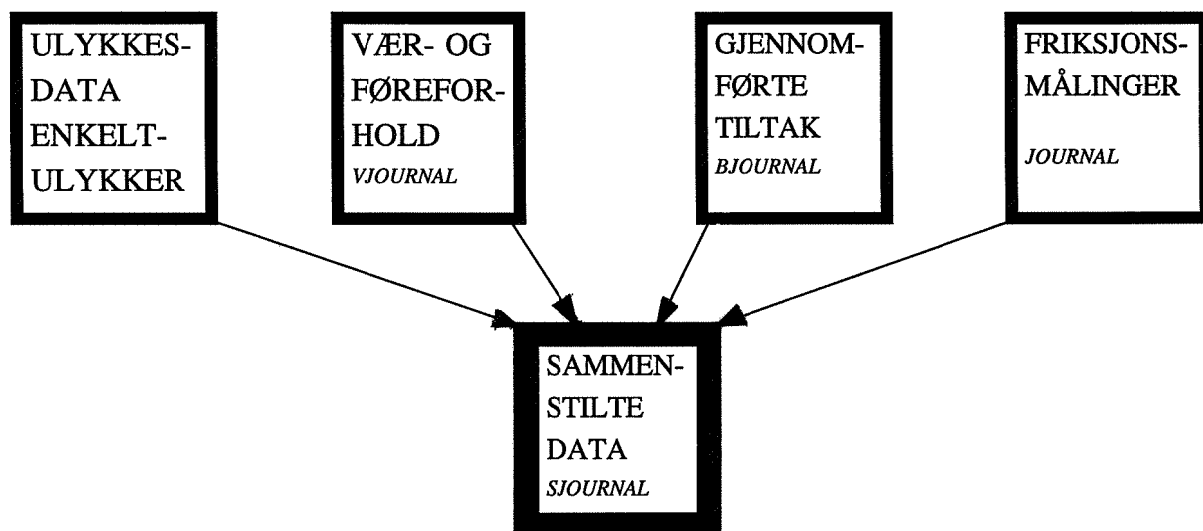 ULYKKES-
DATA
ENKELT-
ULYKKER
VÆR- OG
FØREFOR-
HOLD
VJOURNAL
GJENNOM-
FØRTE
TILTAK
BJOURNAL
FRIKSJONS-
MÅLINGER
JOURNAL
SAMMEN-
STILTE
DATA
SJOURNAL